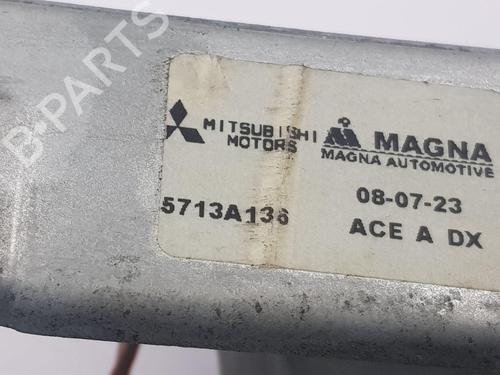 B-PARTS
MITSUBISHI MOTORS
MAGNA
MAGNA AUTOMOTIVE
5713A136
08-07-23
ACE A DX